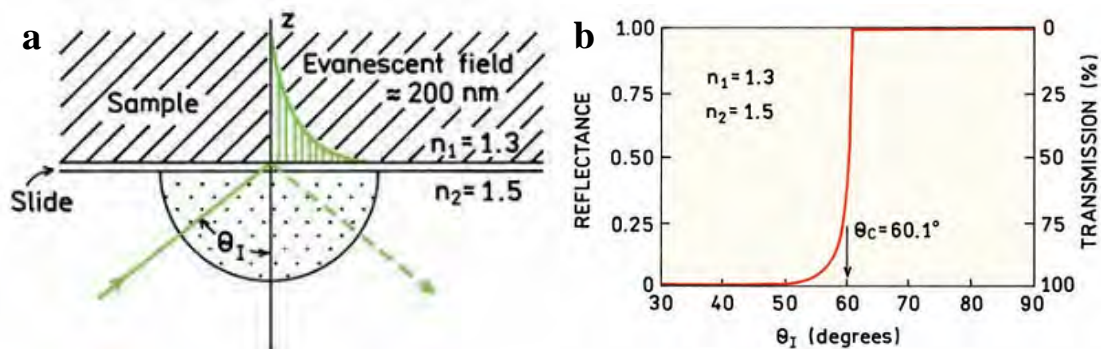 a
z
Evanescent field
≈ 200 nm
Sample
n₁ = 1.3
Slide
n₂ = 1.5
θI
b
REFLECTANCE
1.00
0.75
0.50
0.25
0
n₁ = 1.3
n₂ = 1.5
θC = 60.1°
30 40 50 60 70 80 90
θI (degrees)
0
25
50
75
100
TRANSMISSION (%)